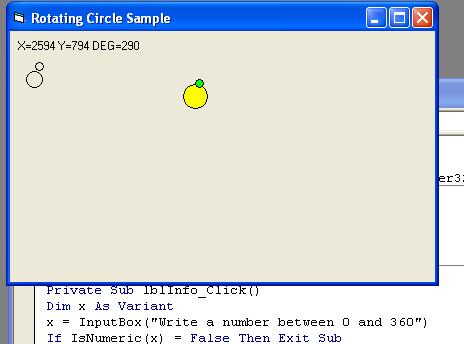 Rotating Circle Sample
X=2594 Y=794 DEG=290
Private Sub lblInfo_Click()
Dim x As Variant
x = InputBox("Write a number between 0 and 360")
If IsNumeric(x) = False Then Exit Sub